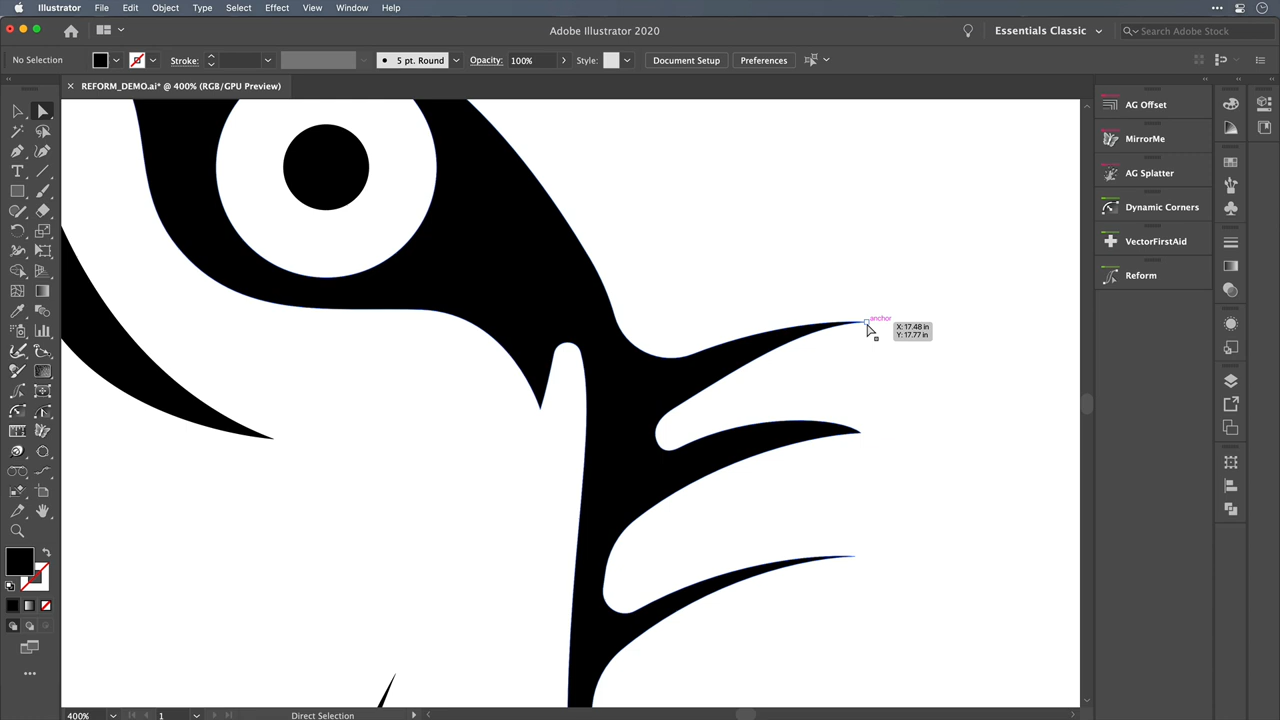 Illustrator File Edit Object Type Select Effect View Window Help
Adobe Illustrator 2020
Essentials Classic
Search Adobe Stock
No Selection Stroke: 5 pt. Round Opacity: 100% Style: Document Setup Preferences
× REFORM_DEMO.ai* @ 400% (RGB/GPU Preview)
AG Offset
MirrorMe
AG Splatter
Dynamic Corners
VectorFirstAid
Reform
anchor
X: 17.48 in
Y: 17.77 in
400% 1 Direct Selection